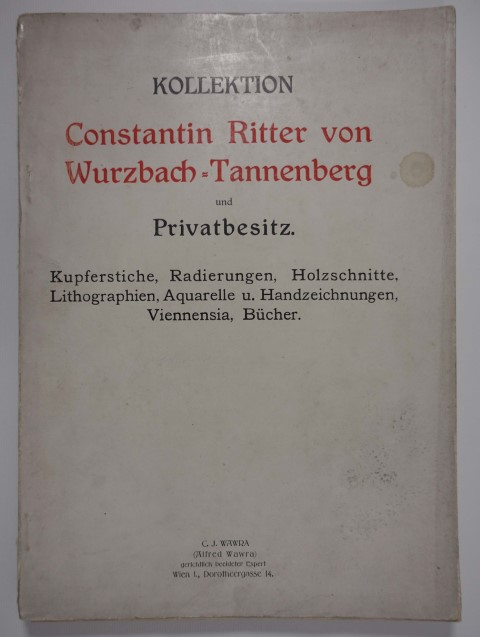 KOLLEKTION
Constantin Ritter von
Wurzbach=Tannenberg
und
Privatbesitz.
Kupferstiche, Radierungen, Holzschnitte,
Lithographien, Aquarelle u. Handzeichnungen,
Viennensia, Bücher.
C. J. WAWRA
(Alfred Wawra)
gerichtlich beeideter Expert
Wien I., Dorotheergasse 14.